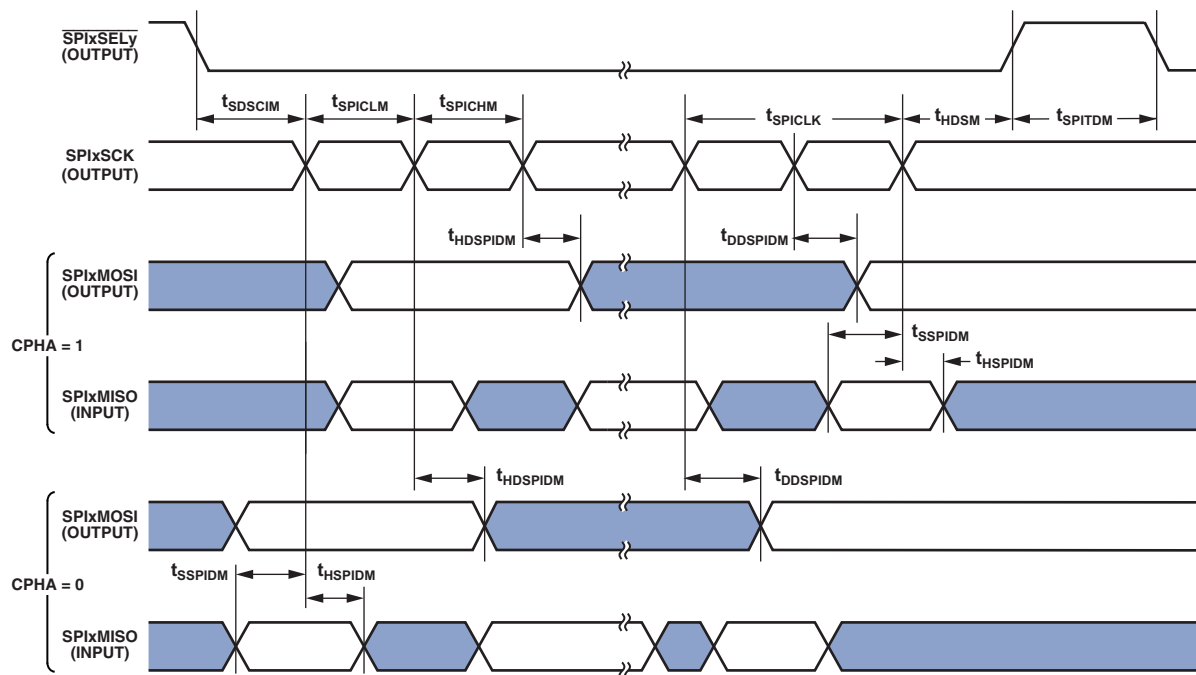 SPIxSELy
(OUTPUT)
tSDSCIM
tSPICLM
tSPICHM
tSPICLK
tHDSM
tSPITDM
SPIxSCK
(OUTPUT)
tHDSPIDM
tDDSPIDM
CPHA = 1
SPIxMOSI
(OUTPUT)
tSSPIDM
tHSPIDM
SPIxMISO
(INPUT)
tHDSPIDM
tDDSPIDM
CPHA = 0
SPIxMOSI
(OUTPUT)
tSSPIDM
tHSPIDM
SPIxMISO
(INPUT)